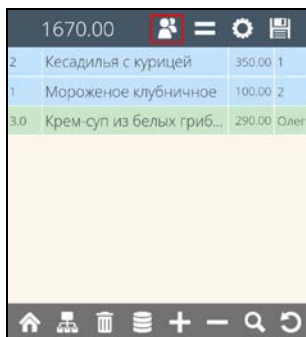 1670.00
2 Кесадилья с курицей 350.00 1
1 Мороженое клубничное 100.00 2
3.0 Крем-суп из белых гриб... 290.00 Олег